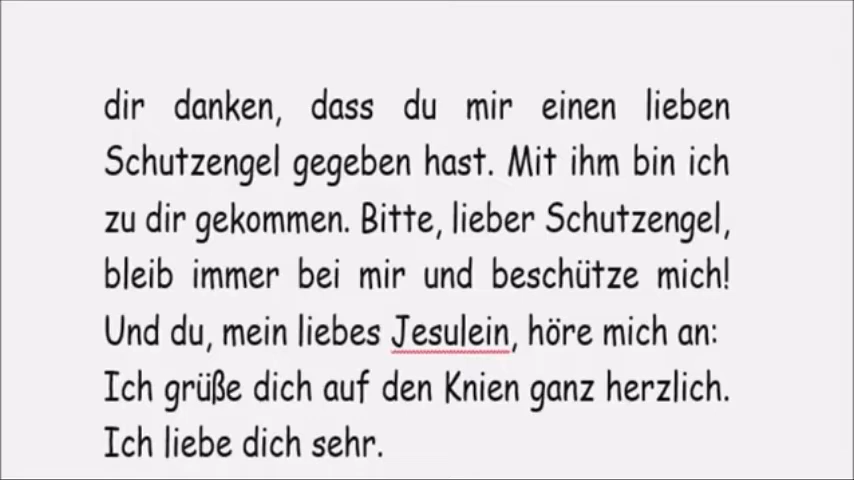 dir danken, dass du mir einen lieben
Schutzengel gegeben hast. Mit ihm bin ich
zu dir gekommen. Bitte, lieber Schutzengel,
bleib immer bei mir und beschütze mich!
Und du, mein liebes Jesulein, höre mich an:
Ich grüße dich auf den Knien ganz herzlich.
Ich liebe dich sehr.